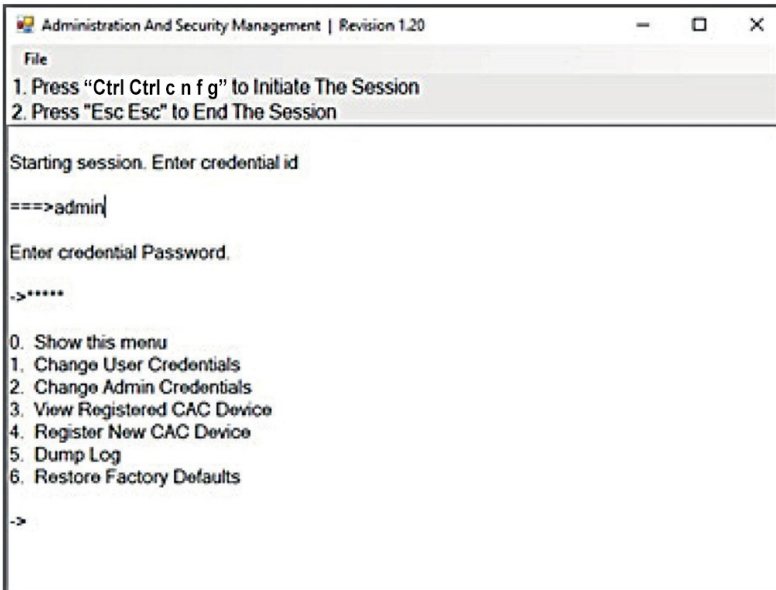 Administration And Security Management | Revision 1.20
File
1. Press “Ctrl Ctrl c n f g” to Initiate The Session
2. Press "Esc Esc" to End The Session
Starting session. Enter credential id
===>admin
Enter credential Password.
->*****
0. Show this menu
1. Change User Credentials
2. Change Admin Credentials
3. View Registered CAC Device
4. Register New CAC Device
5. Dump Log
6. Restore Factory Defaults
->